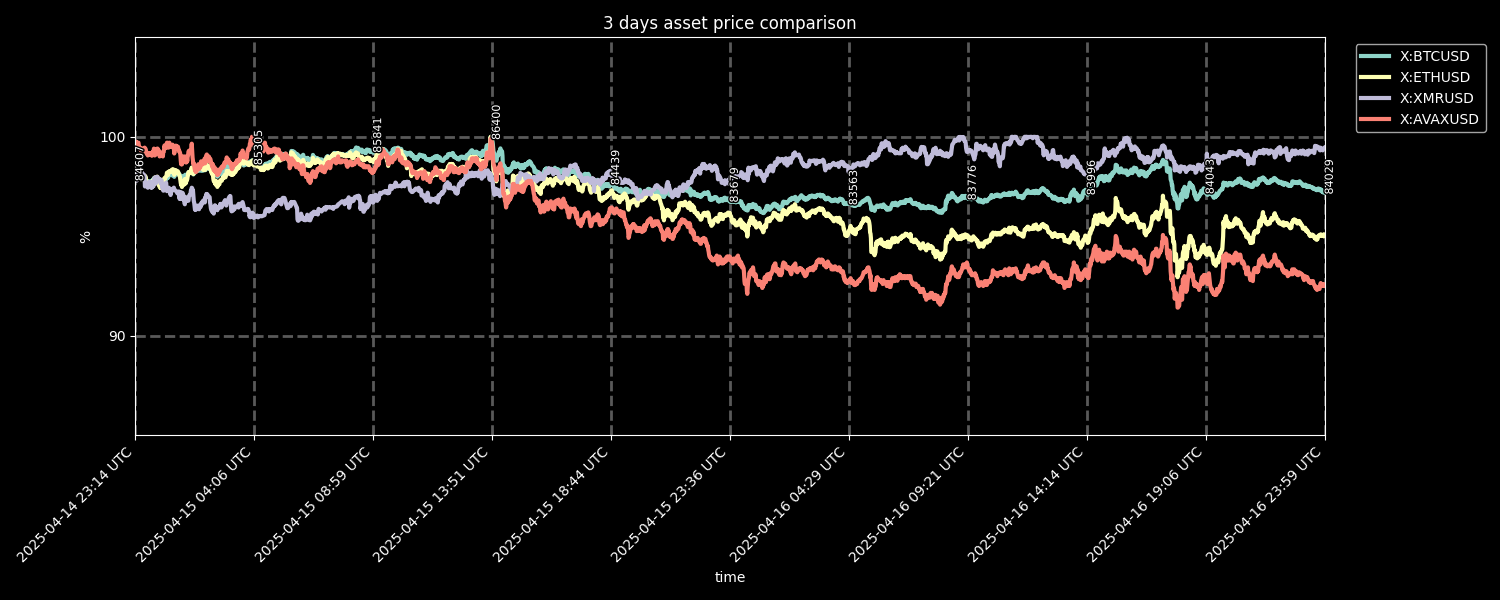 3 days asset price comparison
X:BTCUSD
X:ETHUSD
X:XMRUSD
X:AVAXUSD
100
90
%
84607
85305
85841
86400
84439
83679
83563
83776
83996
84043
84029
2025-04-14 23:14 UTC
2025-04-15 04:06 UTC
2025-04-15 08:59 UTC
2025-04-15 13:51 UTC
2025-04-15 18:44 UTC
2025-04-15 23:36 UTC
2025-04-16 04:29 UTC
2025-04-16 09:21 UTC
2025-04-16 14:14 UTC
2025-04-16 19:06 UTC
2025-04-16 23:59 UTC
time